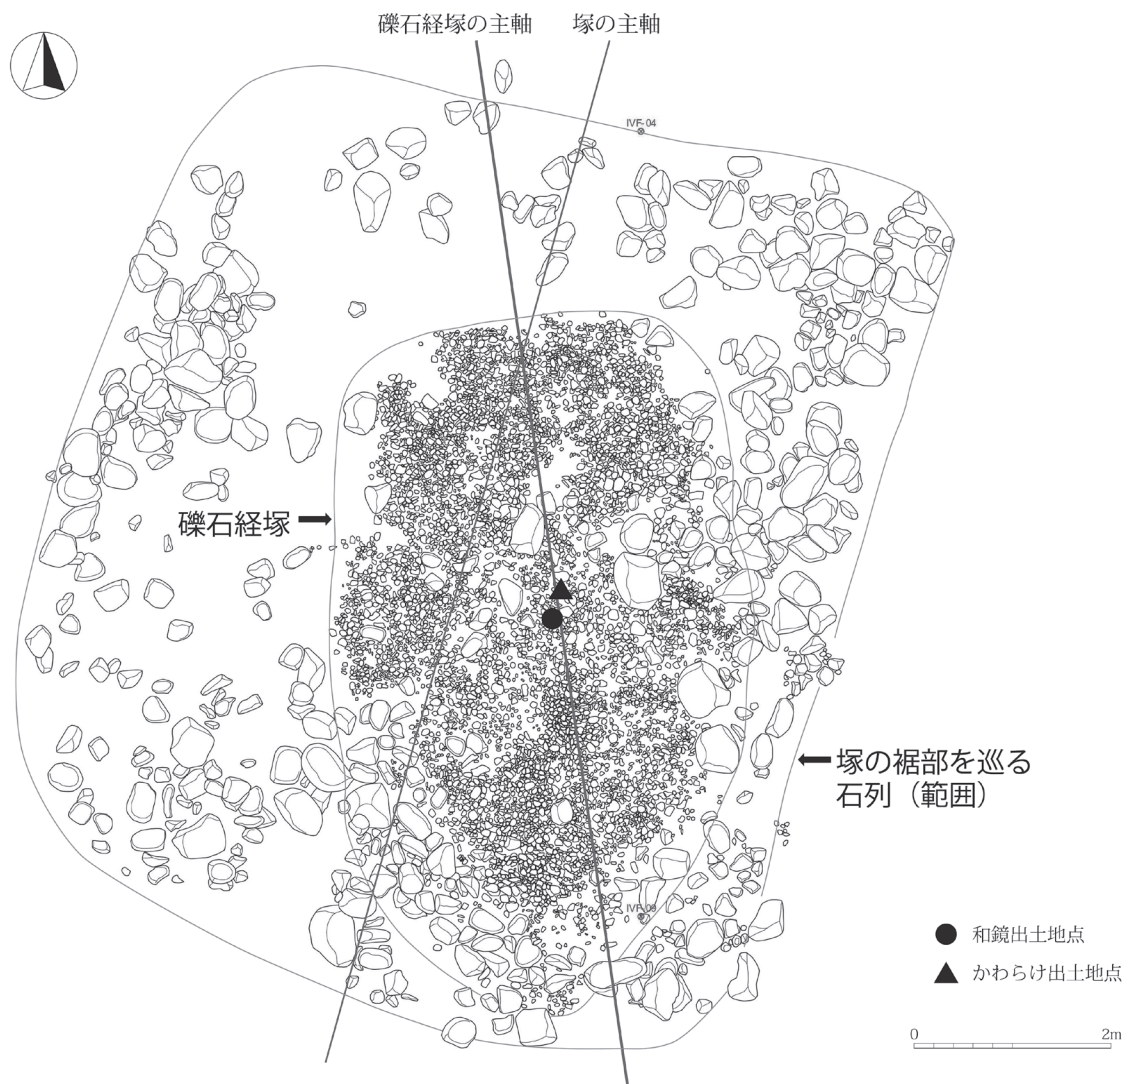 礫石経塚の主軸
塚の主軸
IVF-04
礫石経塚
塚の裾部を巡る
石列（範囲）
IVF-09
和鏡出土地点
かわらけ出土地点
0 2m